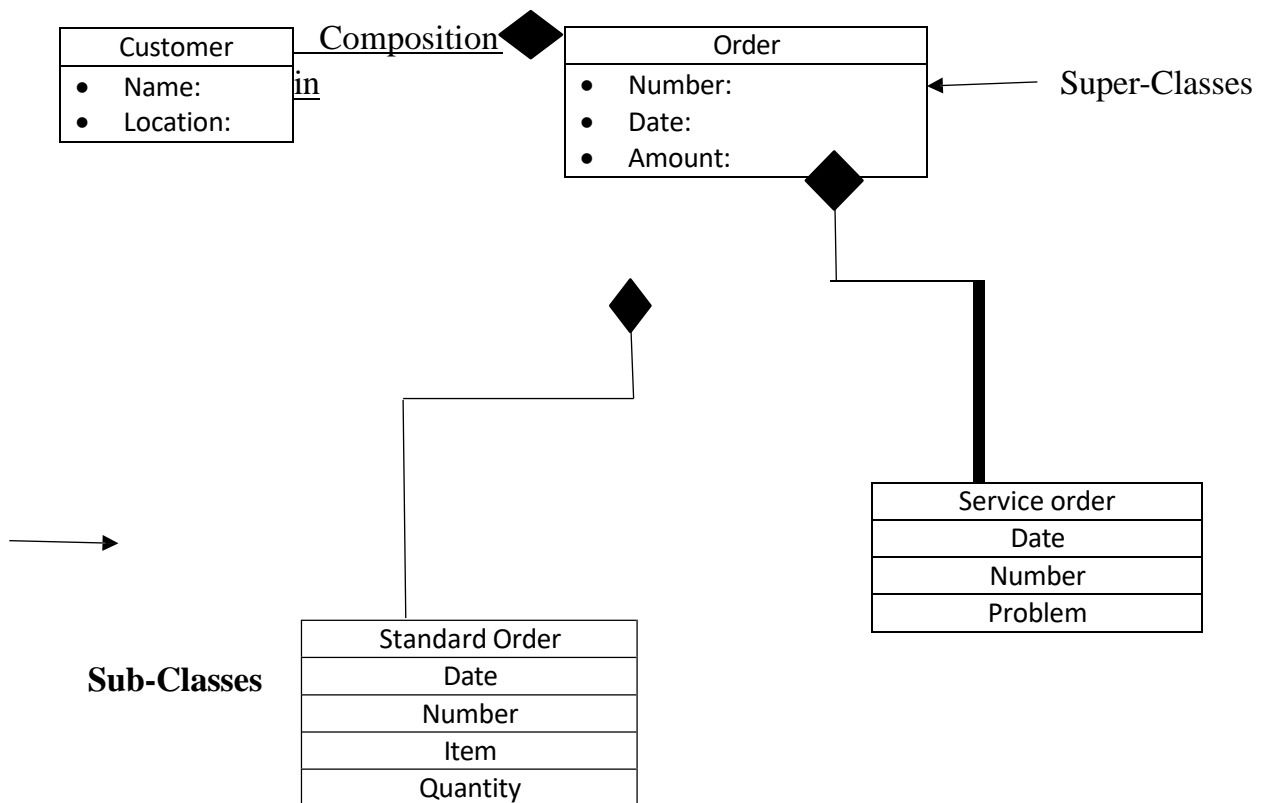 Customer
• Name:
• Location:
Composition
in
Order
• Number:
• Date:
• Amount:
Super-Classes
Service order
Date
Number
Problem
Sub-Classes
Standard Order
Date
Number
Item
Quantity